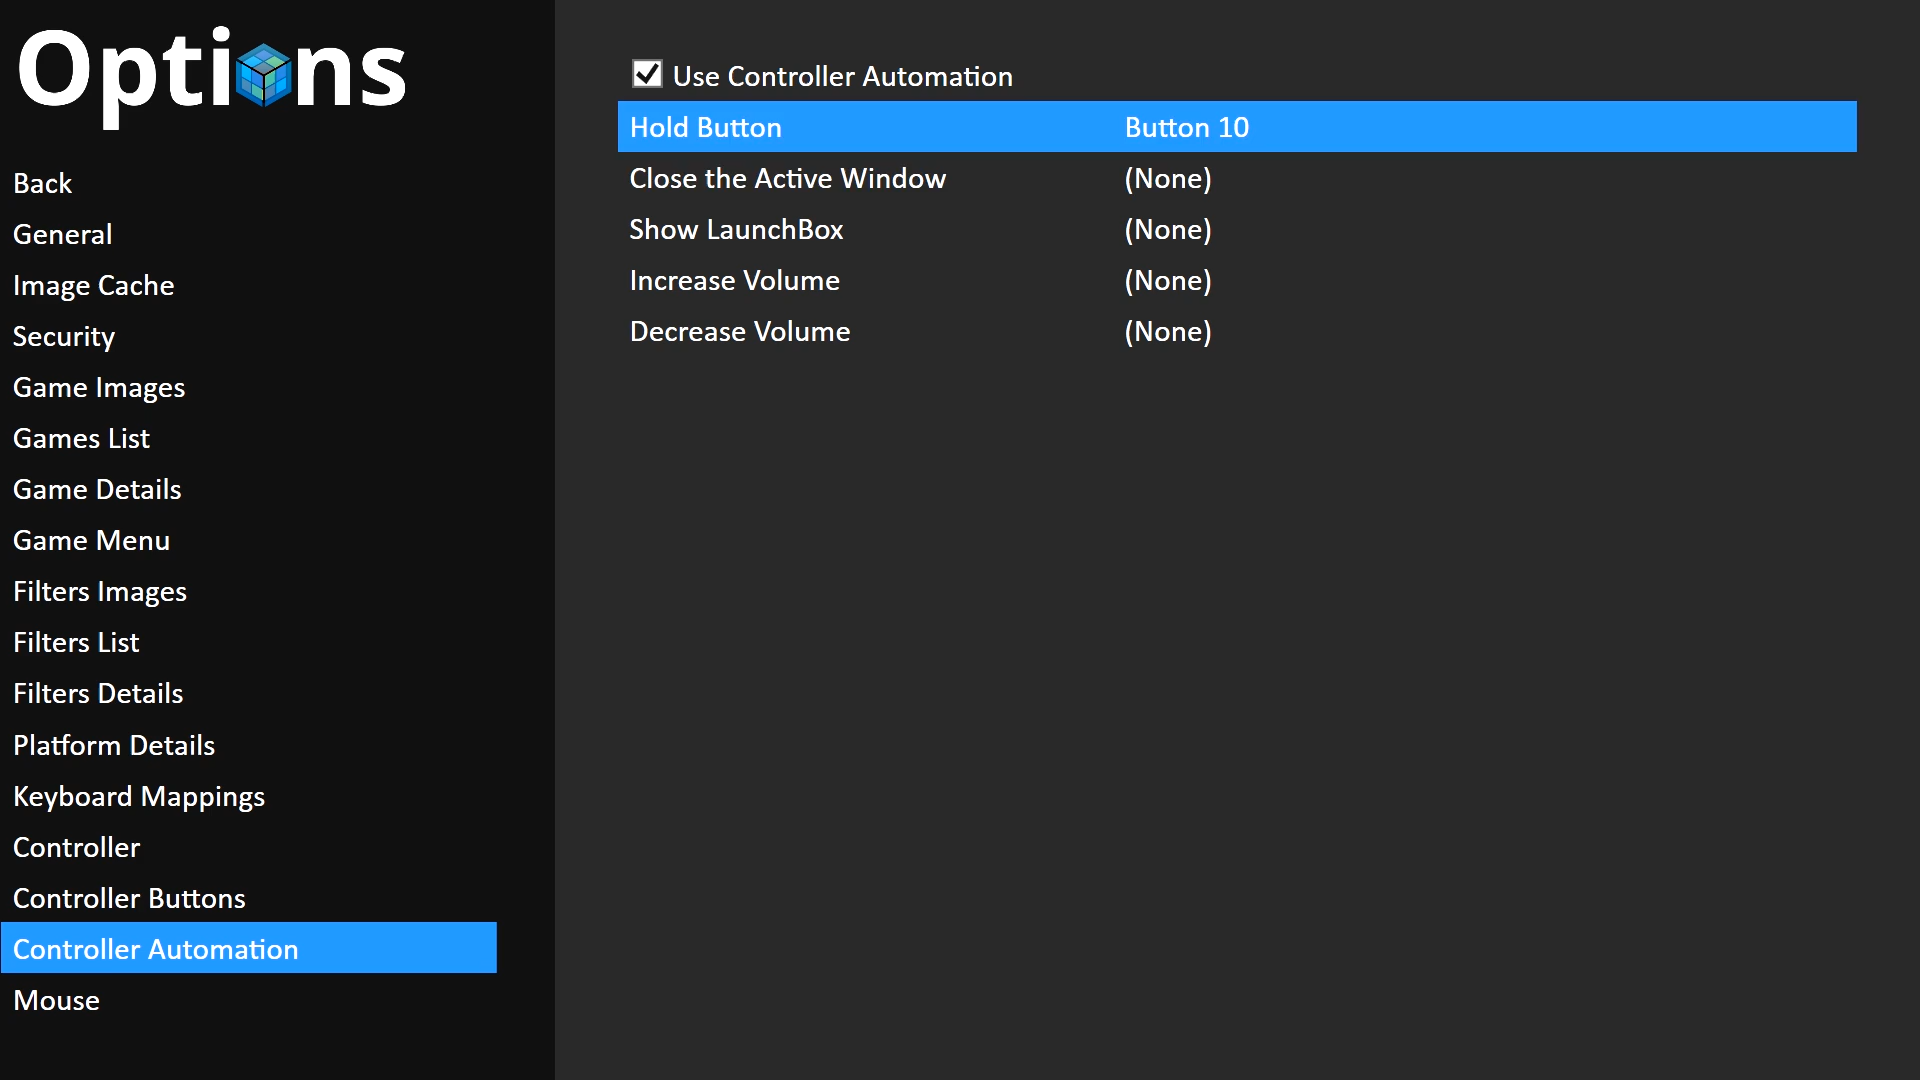 Options
Back
General
Image Cache
Security
Game Images
Games List
Game Details
Game Menu
Filters Images
Filters List
Filters Details
Platform Details
Keyboard Mappings
Controller
Controller Buttons
Controller Automation
Mouse
Use Controller Automation
Hold Button Button 10
Close the Active Window (None)
Show LaunchBox (None)
Increase Volume (None)
Decrease Volume (None)